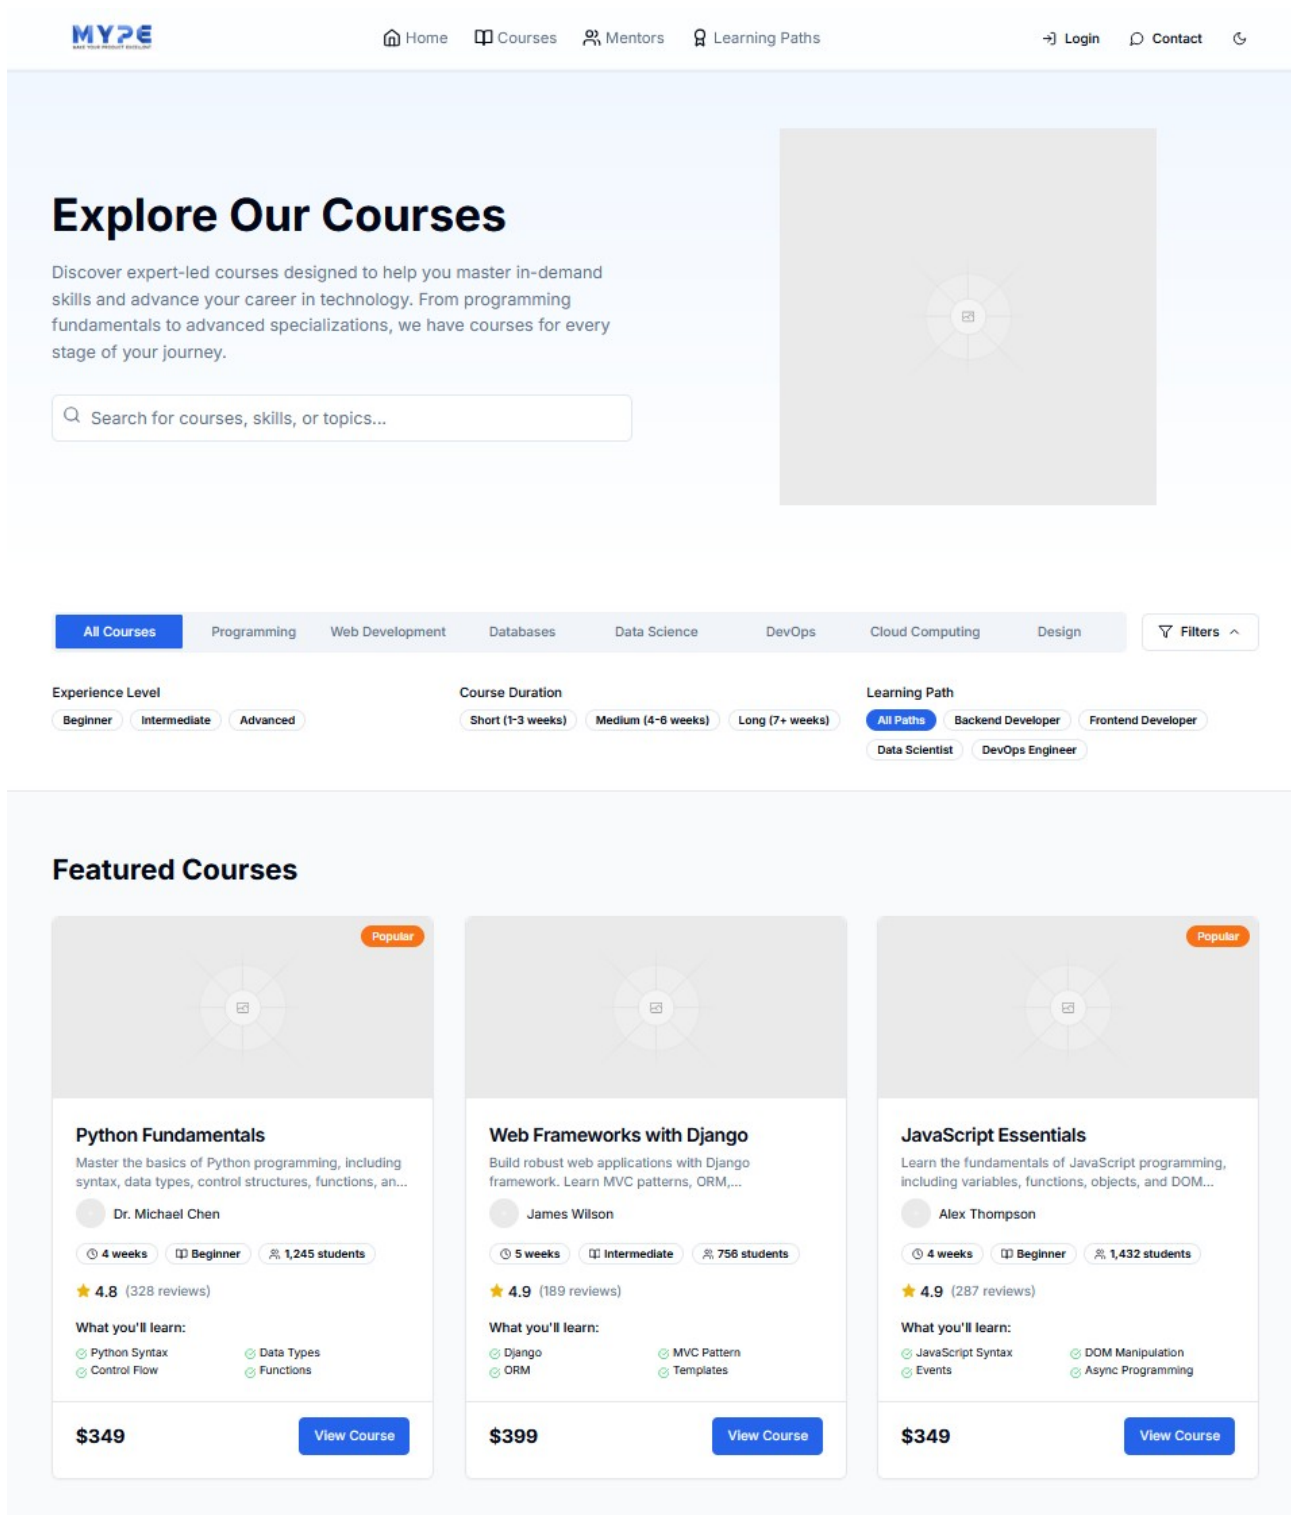 MYPE
MAKE YOUR PRODUCT EXCELLENT
Home Courses Mentors Learning Paths
Login Contact
Explore Our Courses
Discover expert-led courses designed to help you master in-demand
skills and advance your career in technology. From programming
fundamentals to advanced specializations, we have courses for every
stage of your journey.
Search for courses, skills, or topics...
All Courses Programming Web Development Databases Data Science DevOps Cloud Computing Design Filters
Experience Level
Beginner Intermediate Advanced
Course Duration
Short (1-3 weeks) Medium (4-6 weeks) Long (7+ weeks)
Learning Path
All Paths Backend Developer Frontend Developer
Data Scientist DevOps Engineer
Featured Courses
Popular
Python Fundamentals
Master the basics of Python programming, including
syntax, data types, control structures, functions, an...
Dr. Michael Chen
4 weeks Beginner 1,245 students
4.8 (328 reviews)
What you'll learn:
Python Syntax Data Types
Control Flow Functions
$349 View Course
Web Frameworks with Django
Build robust web applications with Django
framework. Learn MVC patterns, ORM,...
James Wilson
5 weeks Intermediate 756 students
4.9 (189 reviews)
What you'll learn:
Django MVC Pattern
ORM Templates
$399 View Course
Popular
JavaScript Essentials
Learn the fundamentals of JavaScript programming,
including variables, functions, objects, and DOM...
Alex Thompson
4 weeks Beginner 1,432 students
4.9 (287 reviews)
What you'll learn:
JavaScript Syntax DOM Manipulation
Events Async Programming
$349 View Course